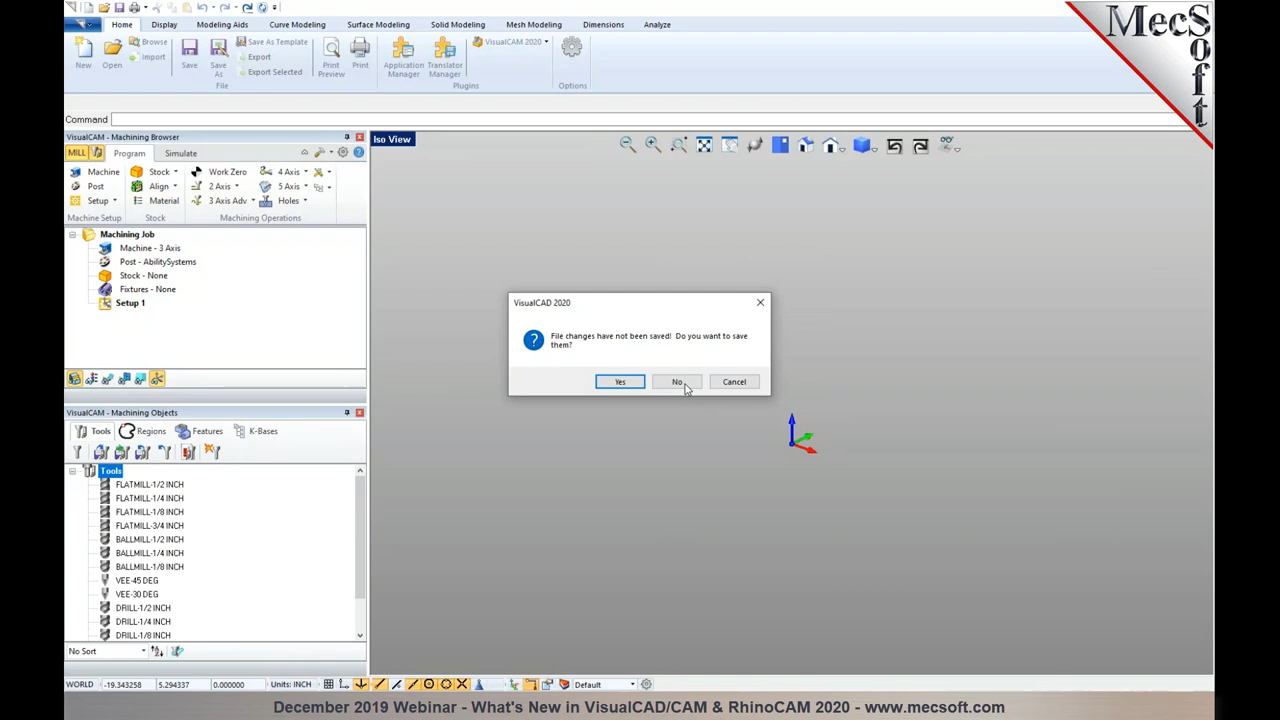 MecSoft
Home Display Modeling Aids Curve Modeling Surface Modeling Solid Modeling Mesh Modeling Dimensions Analyze
New
Open
Browse
Import
Save
Save As
Save As Template
Export
Export Selected
Print Preview
Print
Application Manager
Translator Manager
VisualCAM 2020
File
Plugins
Options
Command
VisualCAM - Machining Browser
MILL Program Simulate
Machine Stock Work Zero 4 Axis
Post Align 2 Axis 5 Axis
Setup Material 3 Axis Adv Holes
Machine Setup Stock Machining Operations
Machining Job
Machine - 3 Axis
Post - AbilitySystems
Stock - None
Fixtures - None
Setup 1
VisualCAM - Machining Objects
Tools Regions Features K-Bases
Tools
FLATMILL-1/2 INCH
FLATMILL-1/4 INCH
FLATMILL-1/8 INCH
FLATMILL-3/4 INCH
BALLMILL-1/2 INCH
BALLMILL-1/4 INCH
BALLMILL-1/8 INCH
VEE-45 DEG
VEE-30 DEG
DRILL-1/2 INCH
DRILL-1/4 INCH
DRILL-1/8 INCH
No Sort
Iso View
VisualCAD 2020
File changes have not been saved! Do you want to save
them?
Yes No Cancel
WORLD -19.343258 5.294337 0.000000 Units: INCH Default
December 2019 Webinar - What's New in VisualCAD/CAM & RhinoCAM 2020 - www.mecsoft.com